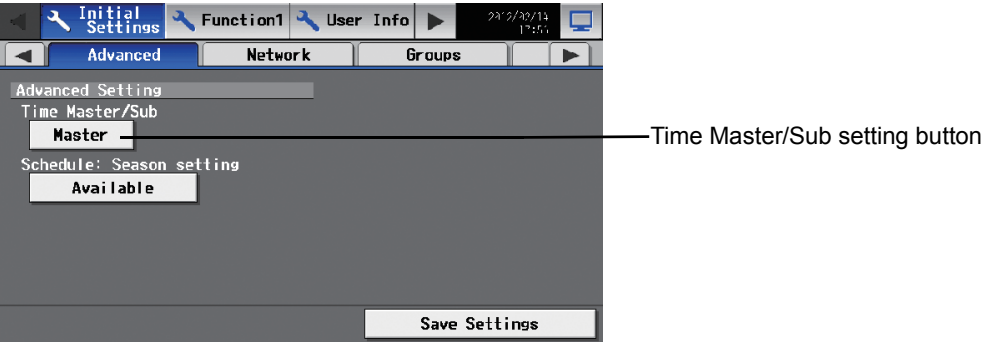 Initial Settings
Function1
User Info
Advanced
Network
Groups
Advanced Setting
Time Master/Sub
Master
Time Master/Sub setting button
Schedule: Season setting
Available
Save Settings